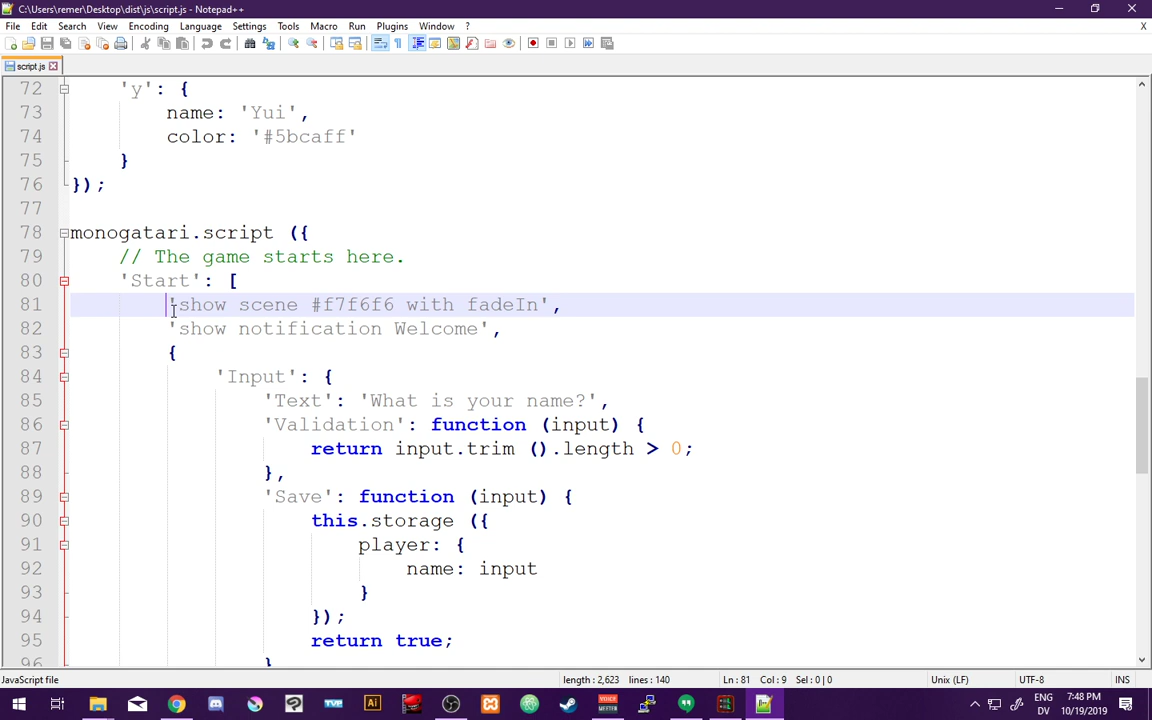 C:\Users\remer\Desktop\dist\js\script.js - Notepad++
File Edit Search View Encoding Language Settings Tools Macro Run Plugins Window ? X
script.js
72 'y': {
73 name: 'Yui',
74 color: '#5bcaff'
75 }
76 });
77
78 monogatari.script ({
79 // The game starts here.
80 'Start': [
81 'show scene #f7f6f6 with fadeIn',
82 'show notification Welcome',
83 {
84 'Input': {
85 'Text': 'What is your name?',
86 'Validation': function (input) {
87 return input.trim ().length > 0;
88 },
89 'Save': function (input) {
90 this.storage ({
91 player: {
92 name: input
93 }
94 });
95 return true;
96 }
JavaScript file length : 2,623 lines : 140 Ln : 81 Col : 9 Sel : 0 | 0 Unix (LF) UTF-8 INS
ENG 7:48 PM
DV 10/19/2019